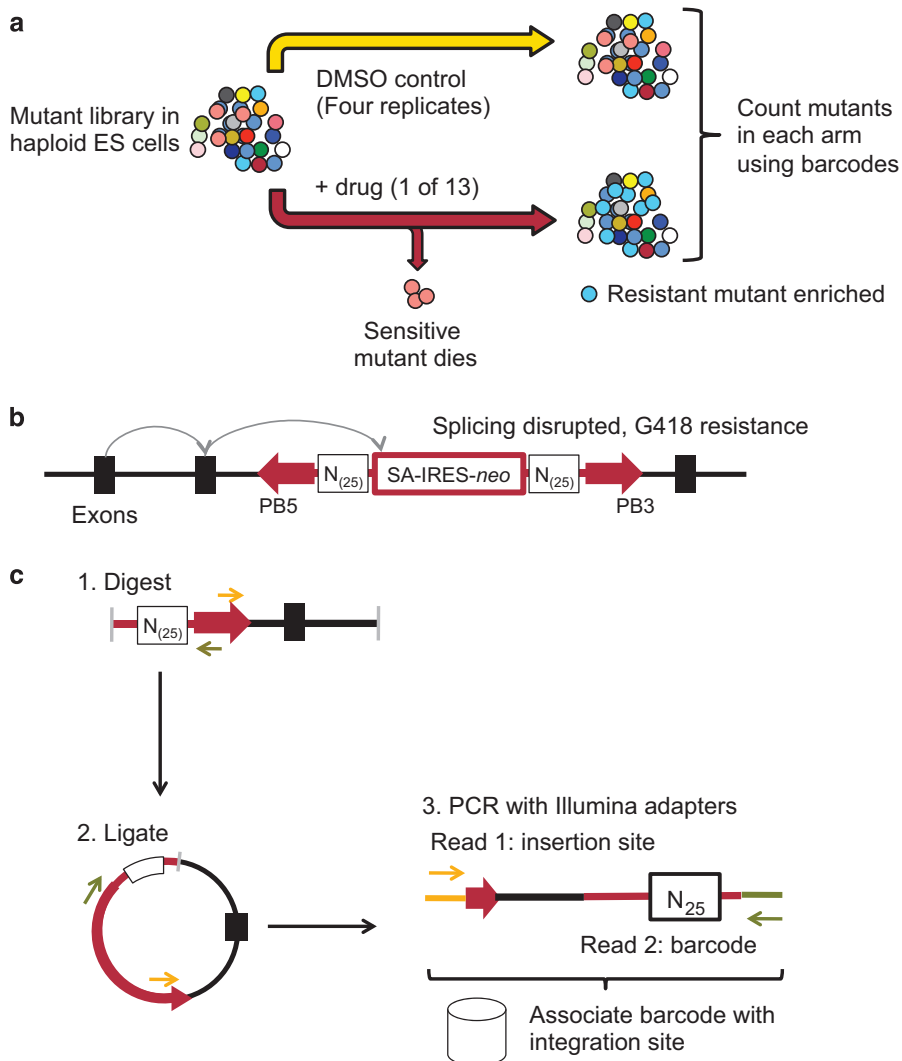 a
Mutant library in
haploid ES cells
DMSO control
(Four replicates)
+ drug (1 of 13)
Sensitive
mutant dies
Count mutants
in each arm
using barcodes
Resistant mutant enriched
b
Splicing disrupted, G418 resistance
Exons
PB5
N(25)
SA-IRES-neo
N(25)
PB3
c
1. Digest
N(25)
2. Ligate
3. PCR with Illumina adapters
Read 1: insertion site
N25
Read 2: barcode
Associate barcode with
integration site